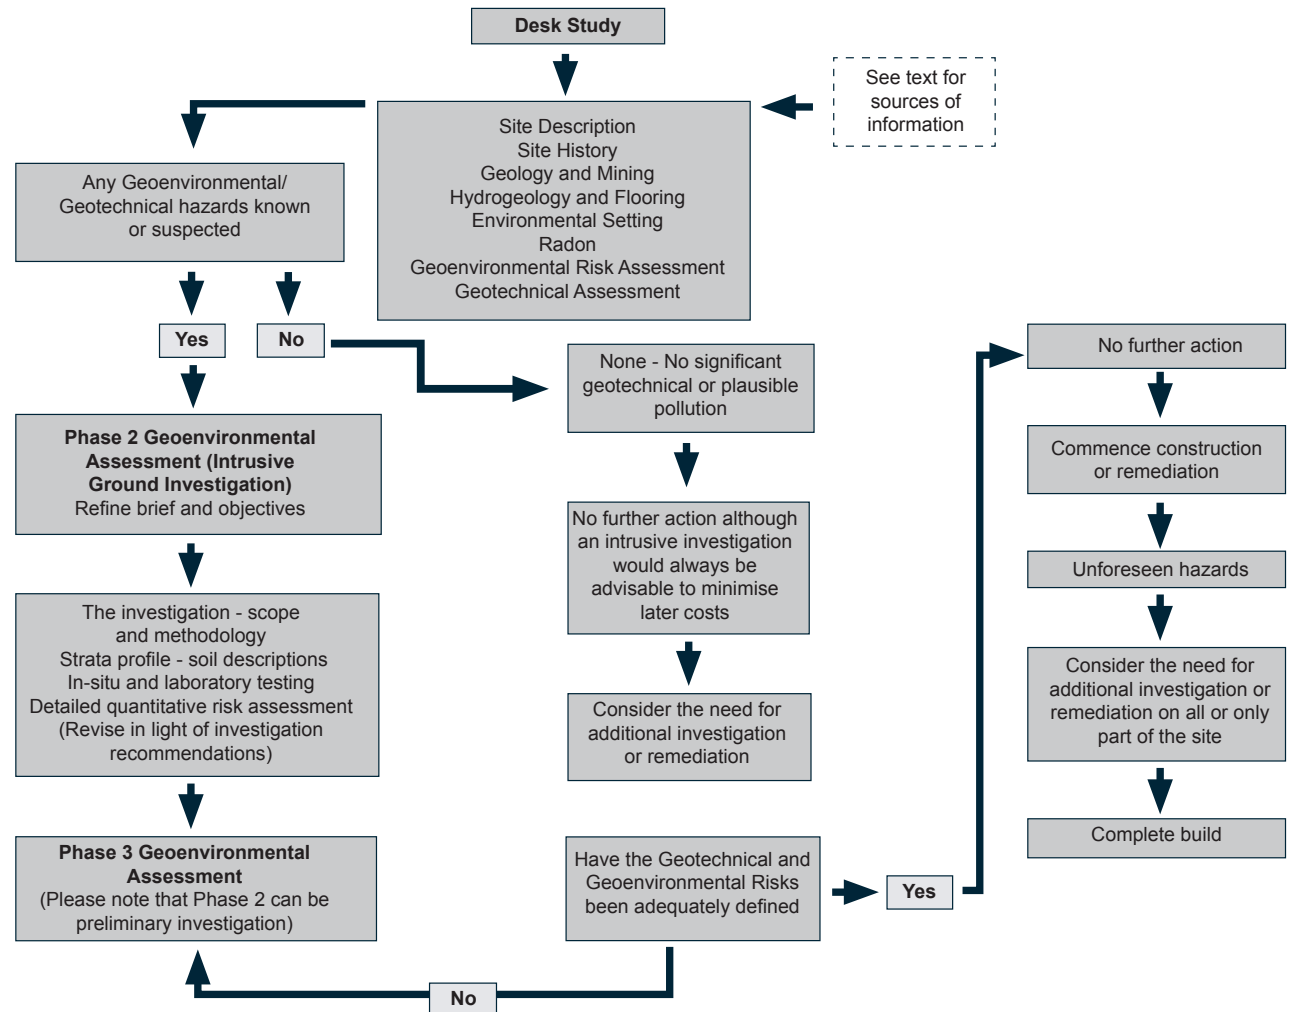 Desk Study
See text for
sources of
information
Site Description
Site History
Geology and Mining
Hydrogeology and Flooring
Environmental Setting
Radon
Geoenvironmental Risk Assessment
Geotechnical Assessment
Any Geoenvironmental/
Geotechnical hazards known
or suspected
Yes
No
Phase 2 Geoenvironmental
Assessment (Intrusive
Ground Investigation)
Refine brief and objectives
The investigation - scope
and methodology
Strata profile - soil descriptions
In-situ and laboratory testing
Detailed quantitative risk assessment
(Revise in light of investigation
recommendations)
Phase 3 Geoenvironmental
Assessment
(Please note that Phase 2 can be
preliminary investigation)
None - No significant
geotechnical or plausible
pollution
No further action although
an intrusive investigation
would always be
advisable to minimise
later costs
Consider the need for
additional investigation
or remediation
Have the Geotechnical and
Geoenvironmental Risks
been adequately defined
Yes
No
No further action
Commence construction
or remediation
Unforeseen hazards
Consider the need for
additional investigation or
remediation on all or only
part of the site
Complete build